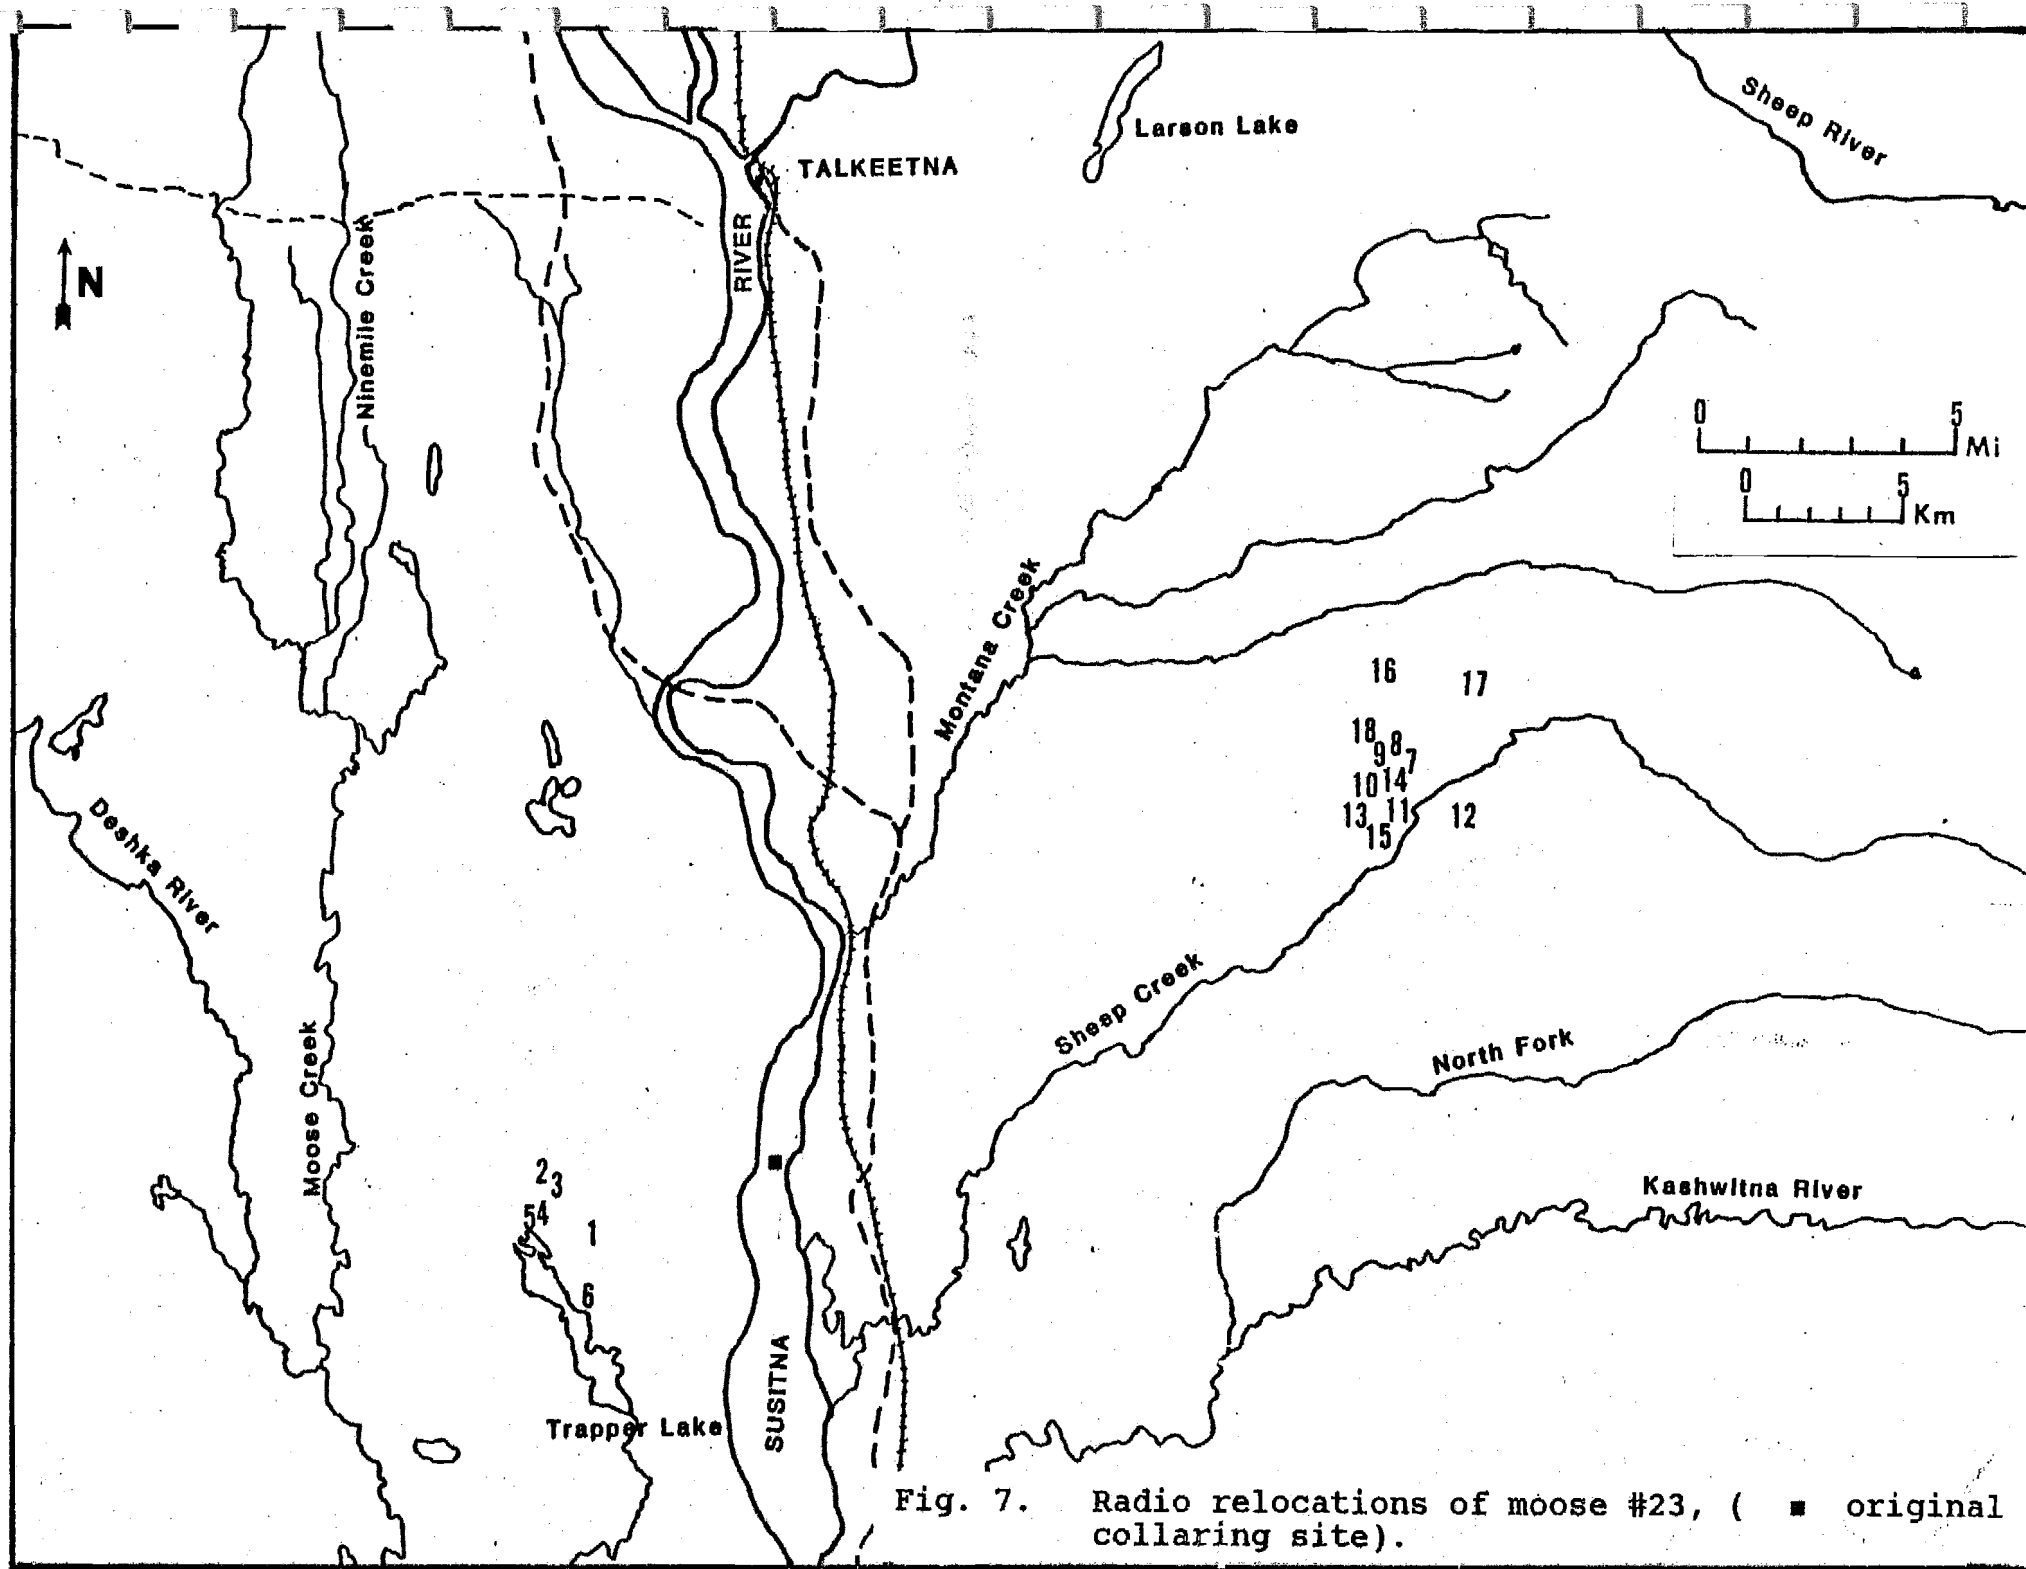 Sheep River
Larson Lake
TALKEETNA
RIVER
N
Ninemile Creek
0 5
Mi
0 5
Km
Montana Creek
16
17
18
9 8 7
10 14
13 11 12
15
Deshka River
Sheep Creek
North Fork
Moose Creek
2
3
5 4
1
Kashwitna River
6
SUSITNA
Trapper Lake
Fig. 7. Radio relocations of moose #23, ( ■ original
collaring site).